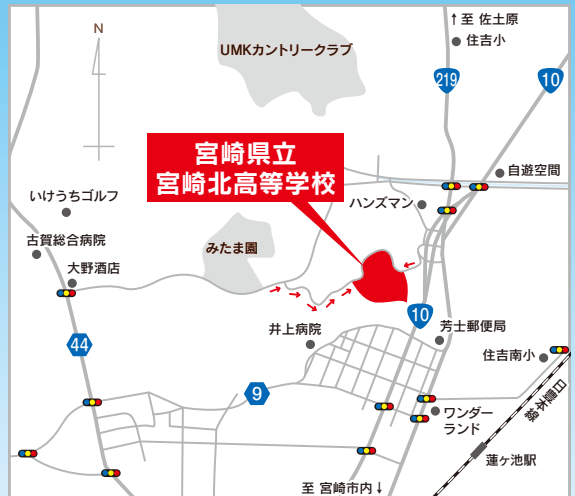 ↑至 佐土原
住吉小
N
UMKカントリークラブ
219
10
宮崎県立
宮崎北高等学校
自遊空間
いけうちゴルフ
ハンズマン
古賀総合病院
みたま園
大野酒店
10
井上病院
芳士郵便局
44
住吉南小
9
日豊本線
ワンダー
ランド
蓮ヶ池駅
至 宮崎市内↓